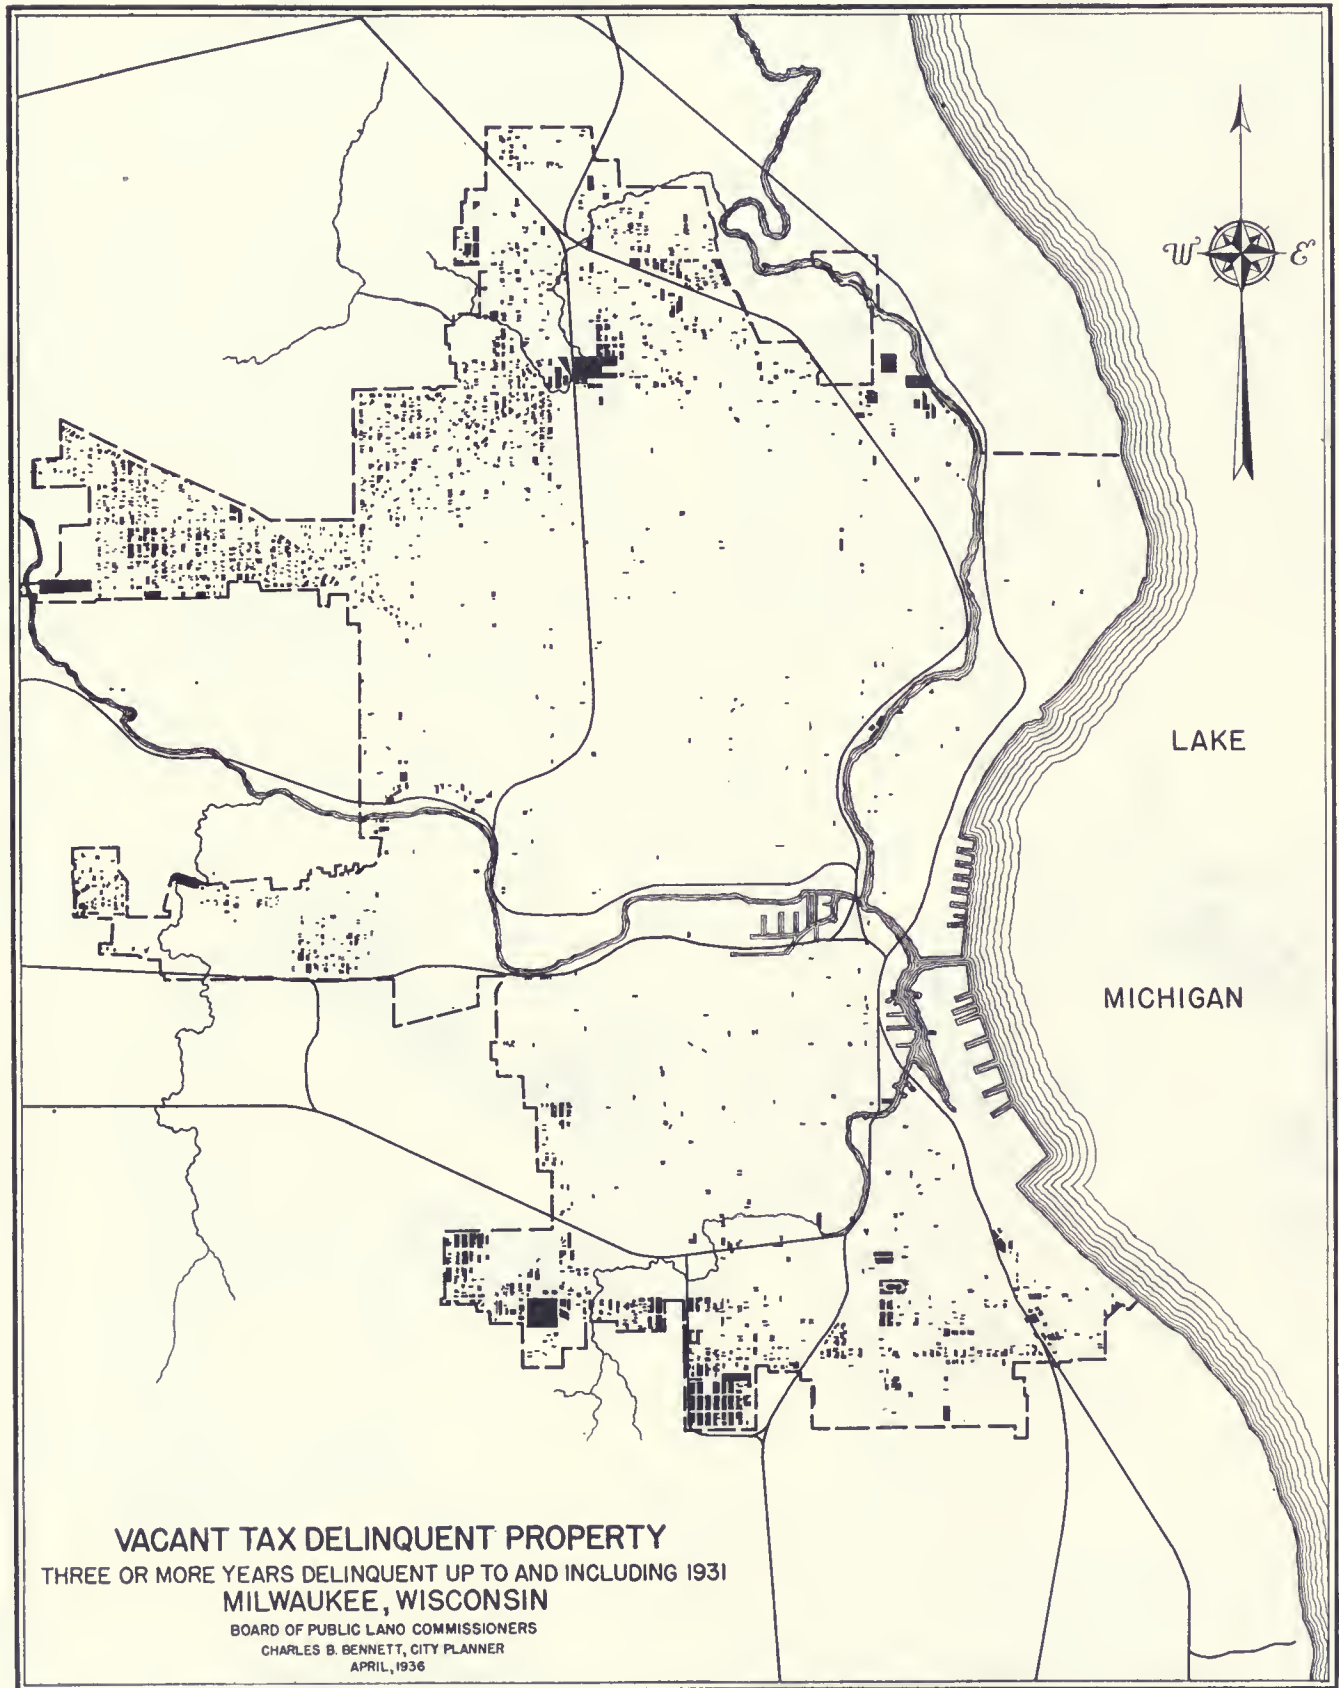 W E
LAKE
MICHIGAN
VACANT TAX DELINQUENT PROPERTY
THREE OR MORE YEARS DELINQUENT UP TO AND INCLUDING 1931
MILWAUKEE, WISCONSIN
BOARD OF PUBLIC LAND COMMISSIONERS
CHARLES B. BENNETT, CITY PLANNER
APRIL, 1936